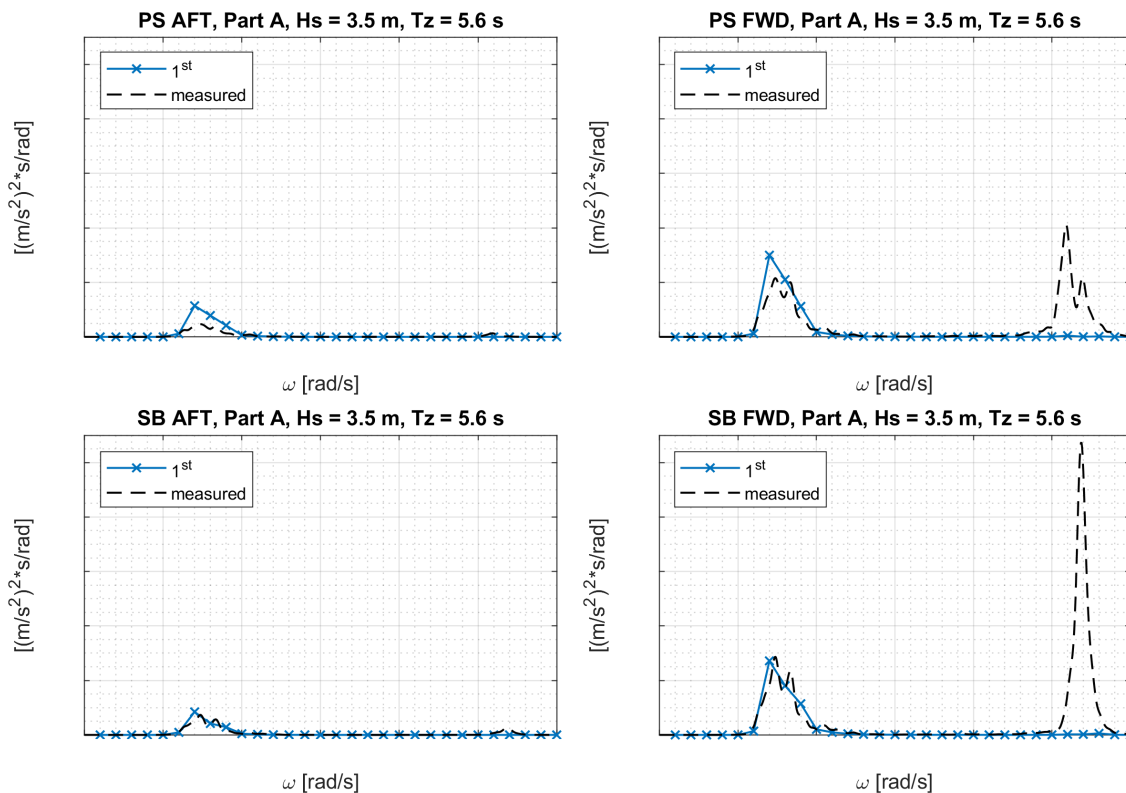 PS AFT, Part A, Hs = 3.5 m, Tz = 5.6 s
1st
measured
[(m/s2)2*s/rad]
ω [rad/s]
PS FWD, Part A, Hs = 3.5 m, Tz = 5.6 s
1st
measured
[(m/s2)2*s/rad]
ω [rad/s]
SB AFT, Part A, Hs = 3.5 m, Tz = 5.6 s
1st
measured
[(m/s2)2*s/rad]
ω [rad/s]
SB FWD, Part A, Hs = 3.5 m, Tz = 5.6 s
1st
measured
[(m/s2)2*s/rad]
ω [rad/s]